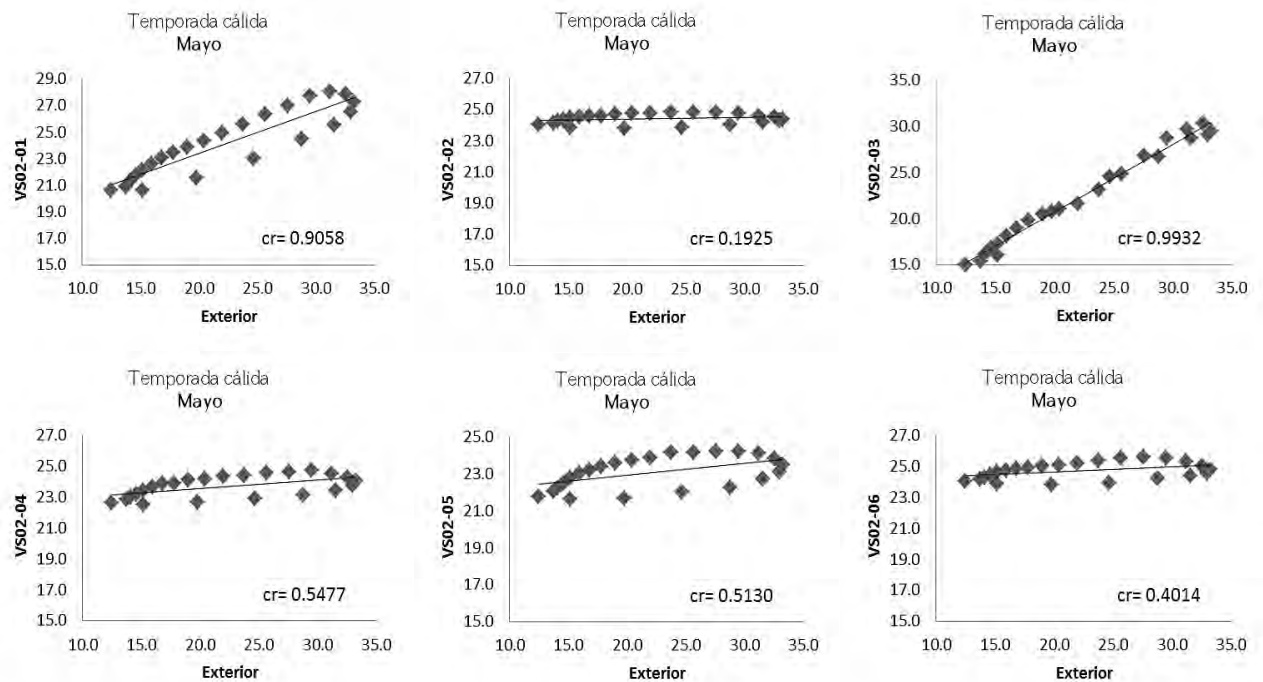 Temporada cálida
Mayo
29.0
27.0
25.0
23.0
21.0
19.0
17.0
15.0
VS02-01
cr= 0.9058
10.0 15.0 20.0 25.0 30.0 35.0
Exterior
Temporada cálida
Mayo
27.0
25.0
23.0
21.0
19.0
17.0
15.0
VS02-02
cr= 0.1925
10.0 15.0 20.0 25.0 30.0 35.0
Exterior
Temporada cálida
Mayo
35.0
30.0
25.0
20.0
15.0
VS02-03
cr= 0.9932
10.0 15.0 20.0 25.0 30.0 35.0
Exterior
Temporada cálida
Mayo
27.0
25.0
23.0
21.0
19.0
17.0
15.0
VS02-04
cr= 0.5477
10.0 15.0 20.0 25.0 30.0 35.0
Exterior
Temporada cálida
Mayo
25.0
23.0
21.0
19.0
17.0
15.0
VS02-05
cr= 0.5130
10.0 15.0 20.0 25.0 30.0 35.0
Exterior
Temporada cálida
Mayo
27.0
25.0
23.0
21.0
19.0
17.0
15.0
VS02-06
cr= 0.4014
10.0 15.0 20.0 25.0 30.0 35.0
Exterior